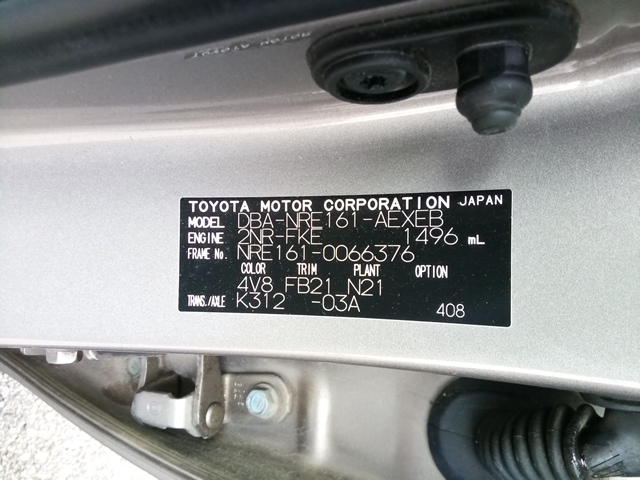 TOYOTA MOTOR CORPORATION JAPAN
MODEL DBA-NRE161-AEXEB
ENGINE 2NR-FKE 1496 mL
FRAME No. NRE161-0066376
COLOR TRIM PLANT OPTION
4V8 FB21 N21
TRANS./AXLE K312 -03A
408